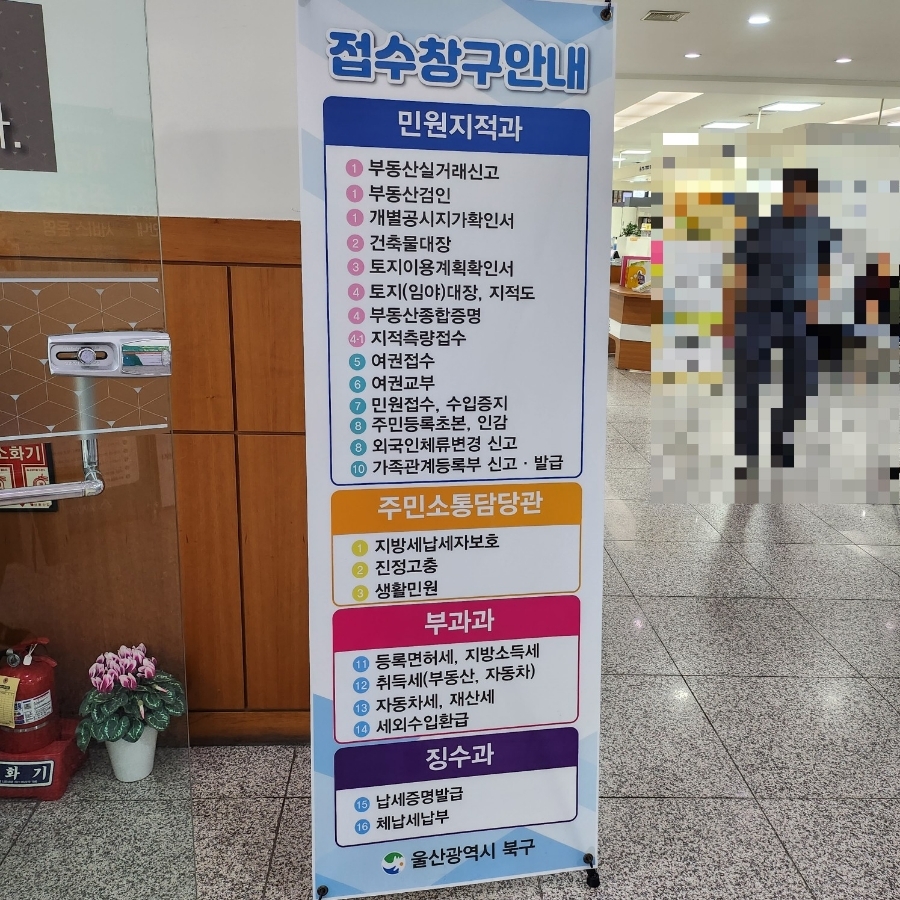 접수창구안내
민원지적과
1 부동산실거래신고
1 부동산검인
1 개별공시지가확인서
2 건축물대장
3 토지이용계획확인서
4 토지(임야)대장, 지적도
4 부동산종합증명
4-1 지적측량접수
5 여권접수
6 여권교부
7 민원접수, 수입증지
8 주민등록초본, 인감
8 외국인체류변경 신고
10 가족관계등록부 신고 · 발급
주민소통담당관
1 지방세납세자보호
2 진정고충
3 생활민원
부과과
11 등록면허세, 지방소득세
12 취득세(부동산, 자동차)
13 자동차세, 재산세
14 세외수입환급
징수과
15 납세증명발급
16 체납세납부
울산광역시 북구
소화기
화 기